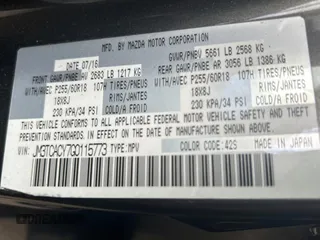 MFD. BY MAZDA MOTOR CORPORATION
DATE 07/16 GVWR/PNBV 5661 LB 2568 KG
FRONT GAWR/PNBE AV 2683 LB 1217 KG REAR GAWR/PNBE AR 3056 LB 1386 KG
WITH/AVEC P255/60R18 107H TIRES/PNEUS WITH/AVEC P255/60R18 107H TIRES/PNEUS
18X8J RIMS/JANTES 18X8J RIMS/JANTES
230 KPA/34 PSI COLD/A FROID 230 KPA/34 PSI COLD/A FROID
THIS VEHICLE CONFORMS TO ALL APPLICABLE U.S. FEDERAL MOTOR VEHICLE SAFETY AND THEFT
PREVENTION STANDARDS IN EFFECT ON THE DATE OF MANUFACTURE SHOWN ABOVE.
VIN: JM3TCACY7G0115773 TYPE:MPV
COLOR: 42S MADE IN JAPAN